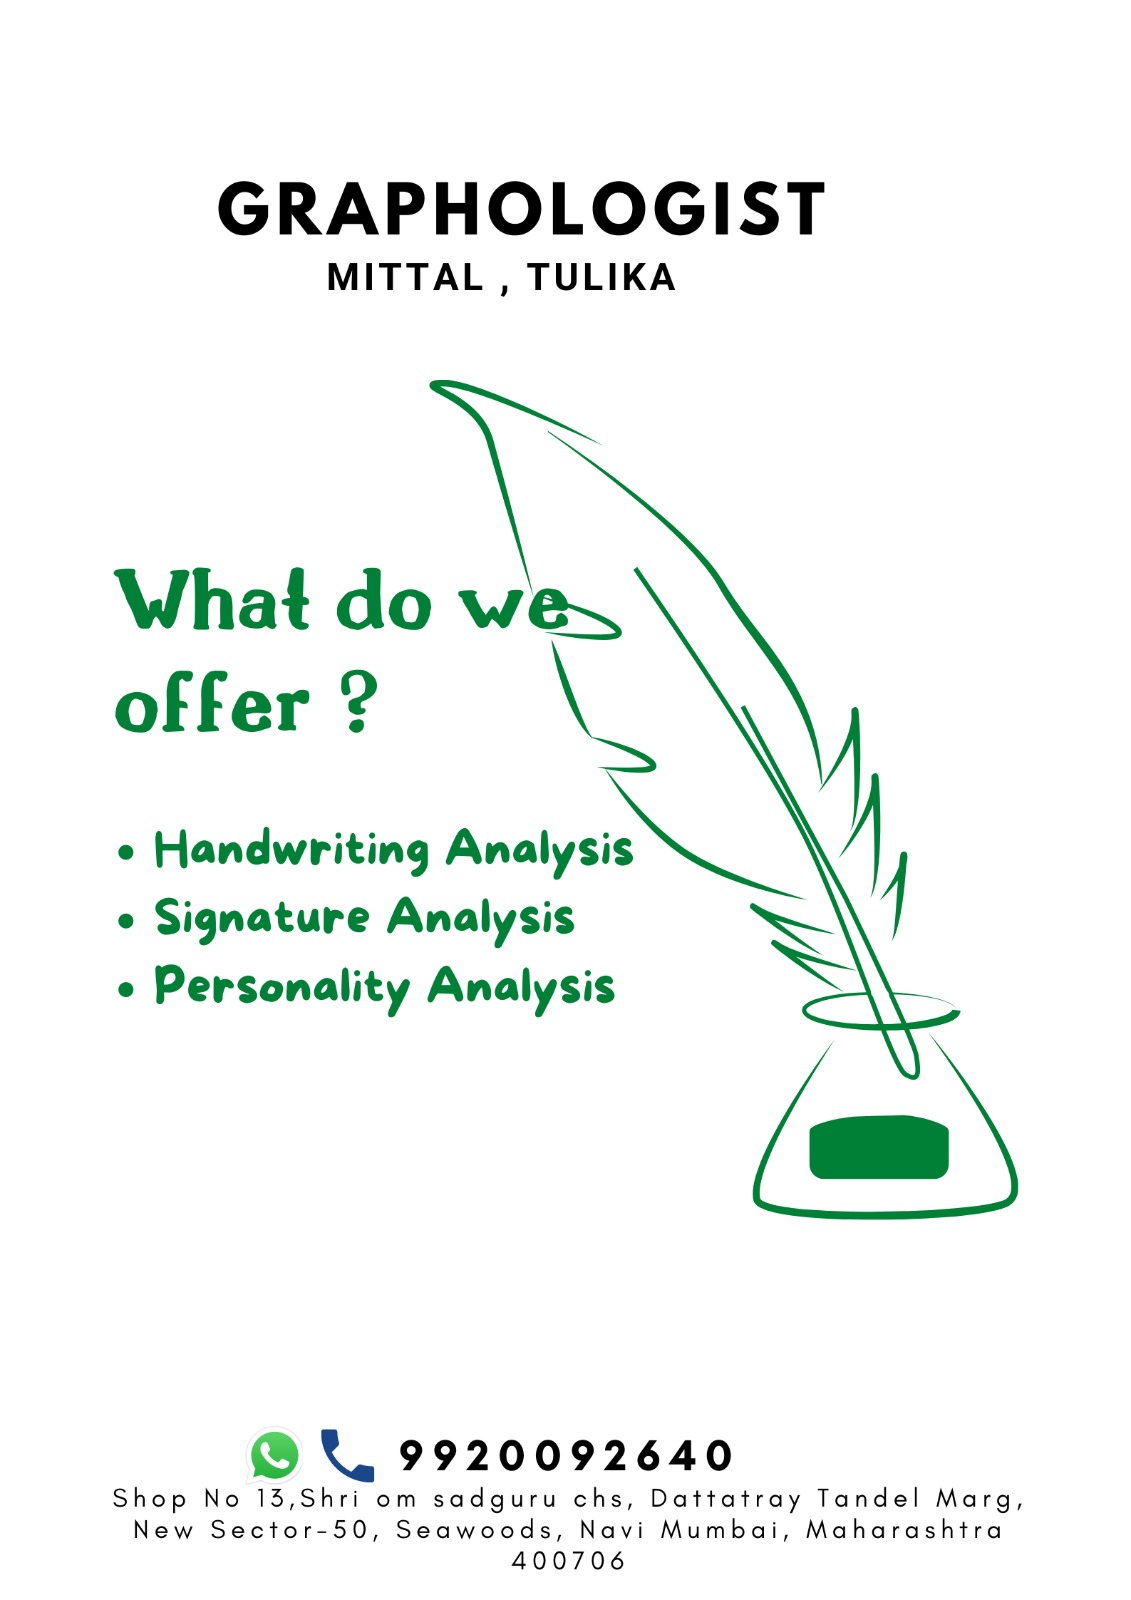 GRAPHOLOGIST
MITTAL , TULIKA
What do we
offer ?
• Handwriting Analysis
• Signature Analysis
• Personality Analysis
9920092640
Shop No 13,Shri om sadguru chs, Dattatray Tandel Marg,
New Sector-50, Seawoods, Navi Mumbai, Maharashtra
400706